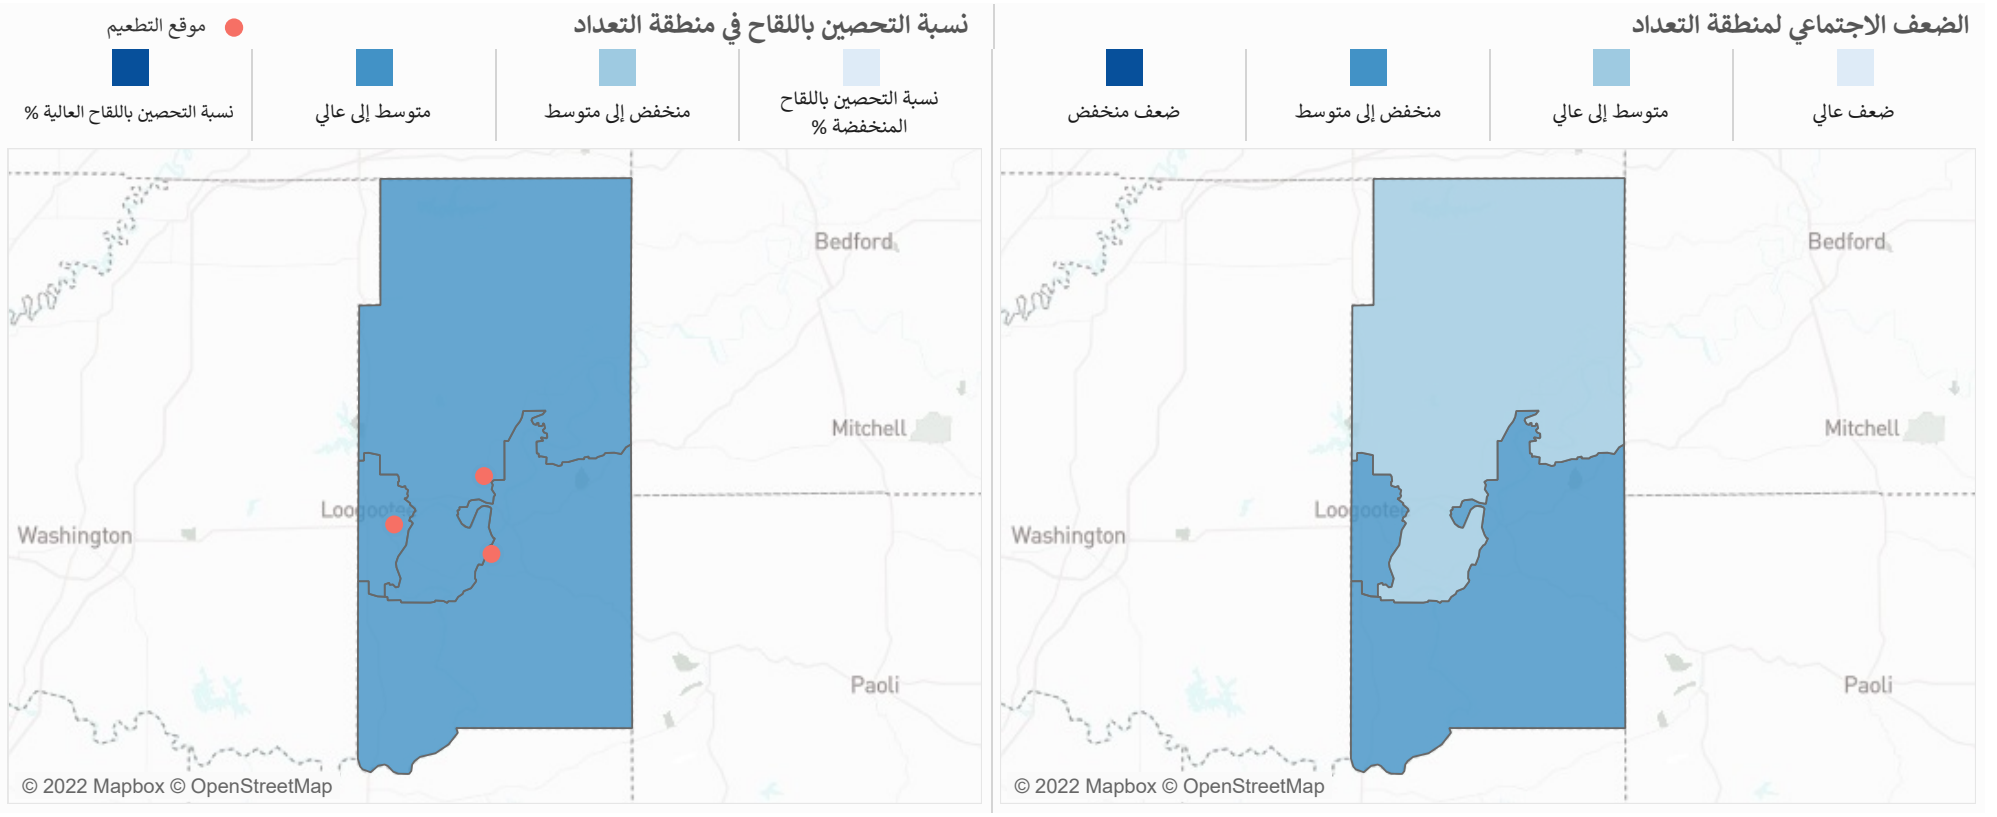 الضعف الاجتماعي لمنطقة التعداد
ضعف عالي
متوسط إلى عالي
منخفض إلى متوسط
ضعف منخفض
Bedford
Mitchell
Loogootee
Washington
Paoli
© 2022 Mapbox © OpenStreetMap
نسبة التحصين باللقاح في منطقة التعداد
موقع التطعيم
نسبة التحصين باللقاح
المنخفضة %
منخفض إلى متوسط
متوسط إلى عالي
نسبة التحصين باللقاح العالية %
Bedford
Mitchell
Loogootee
Washington
Paoli
© 2022 Mapbox © OpenStreetMap